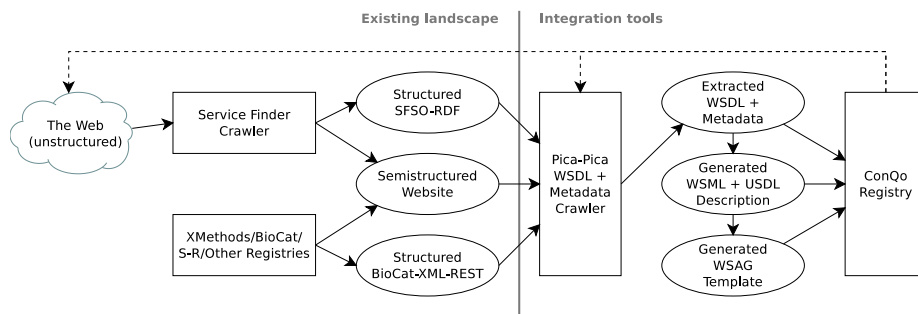 Existing landscape
Integration tools
The Web
(unstructured)
Service Finder
Crawler
XMethods/BioCat/
S-R/Other Registries
Structured
SFSO-RDF
Semistructured
Website
Structured
BioCat-XML-REST
Pica-Pica
WSDL +
Metadata
Crawler
Extracted
WSDL +
Metadata
Generated
WSML + USDL
Description
Generated
WSAG
Template
ConQo
Registry